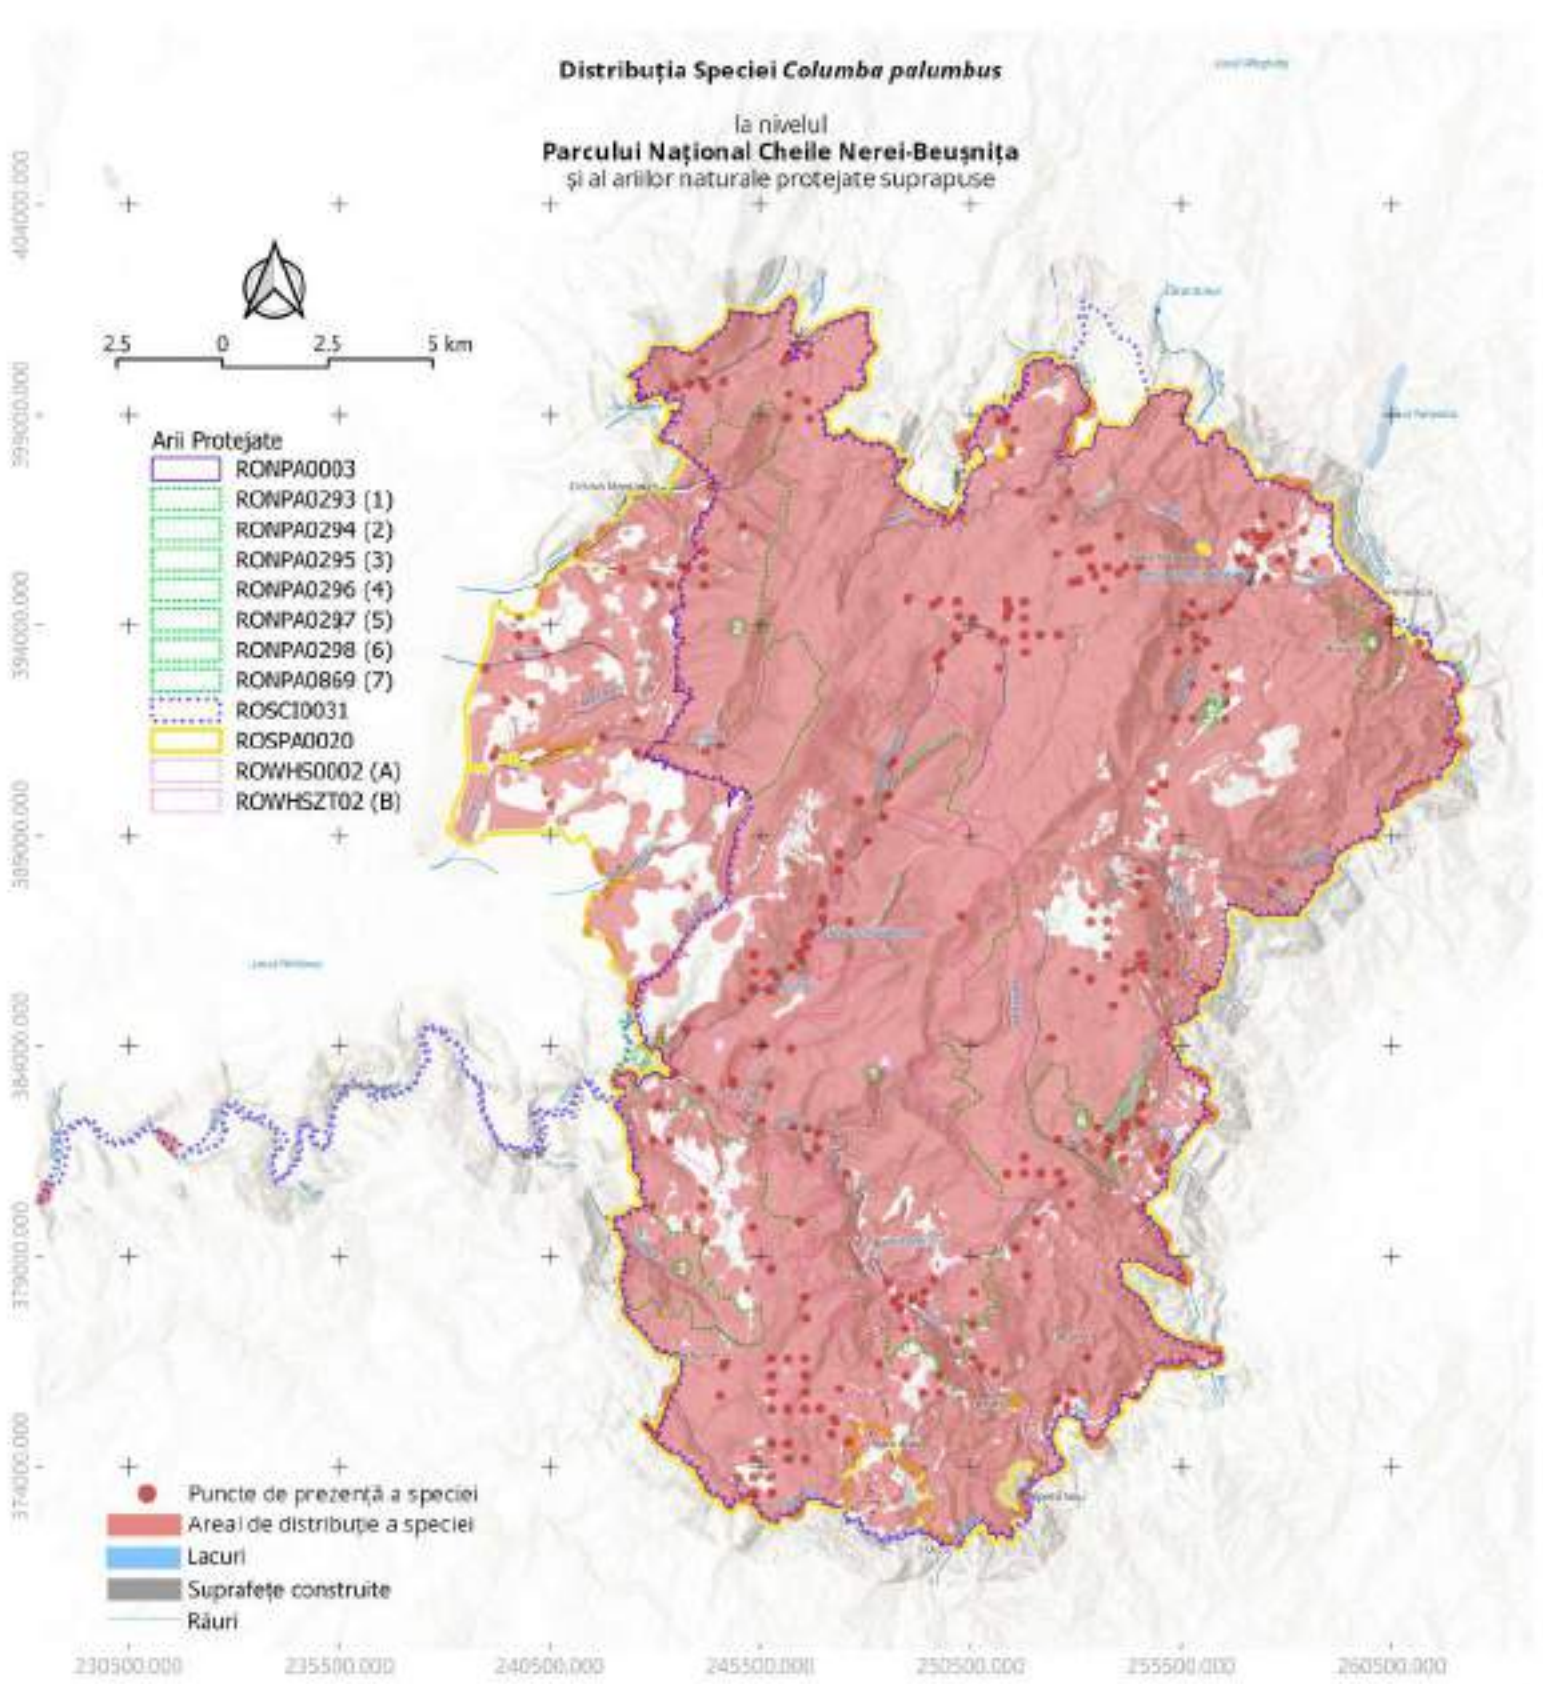 Distribuția Speciei Columba palumbus
la nivelul
Parcului Național Cheile Nerei-Beușnița
și al ariilor naturale protejate suprapuse
2.5 0 2.5 5 km
Arii Protejate
RONPA0003
RONPA0293 (1)
RONPA0294 (2)
RONPA0295 (3)
RONPA0296 (4)
RONPA0297 (5)
RONPA0298 (6)
RONPA0869 (7)
ROSCI0031
ROSPA0020
ROWHS0002 (A)
ROWHSZT02 (B)
404000.000
399000.000
394000.000
389000.000
384000.000
379000.000
374000.000
Puncte de prezență a speciei
Areal de distribuție a speciei
Lacuri
Suprafețe construite
Râuri
230500.000 235500.000 240500.000 245500.000 250500.000 255500.000 260500.000